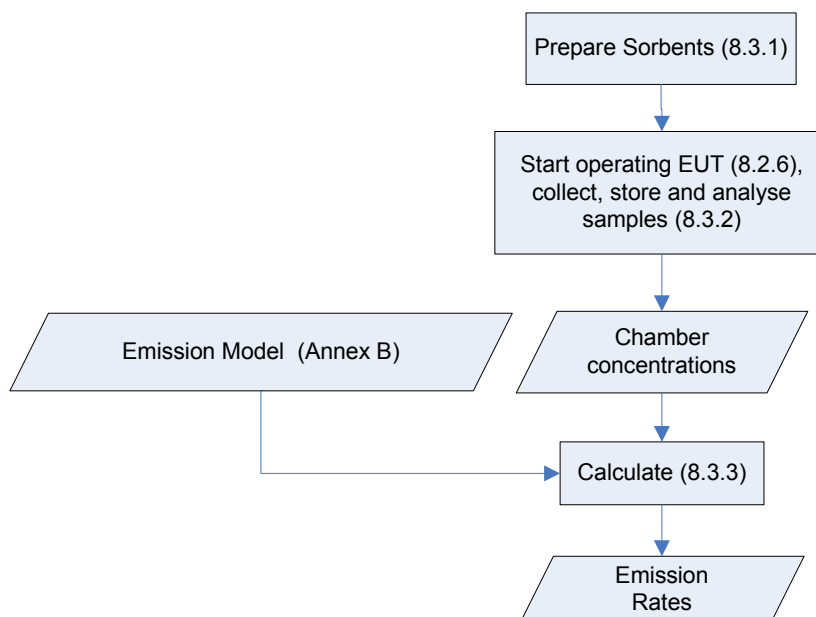 Prepare Sorbents (8.3.1)
Start operating EUT (8.2.6),
collect, store and analyse
samples (8.3.2)
Emission Model (Annex B)
Chamber
concentrations
Calculate (8.3.3)
Emission
Rates